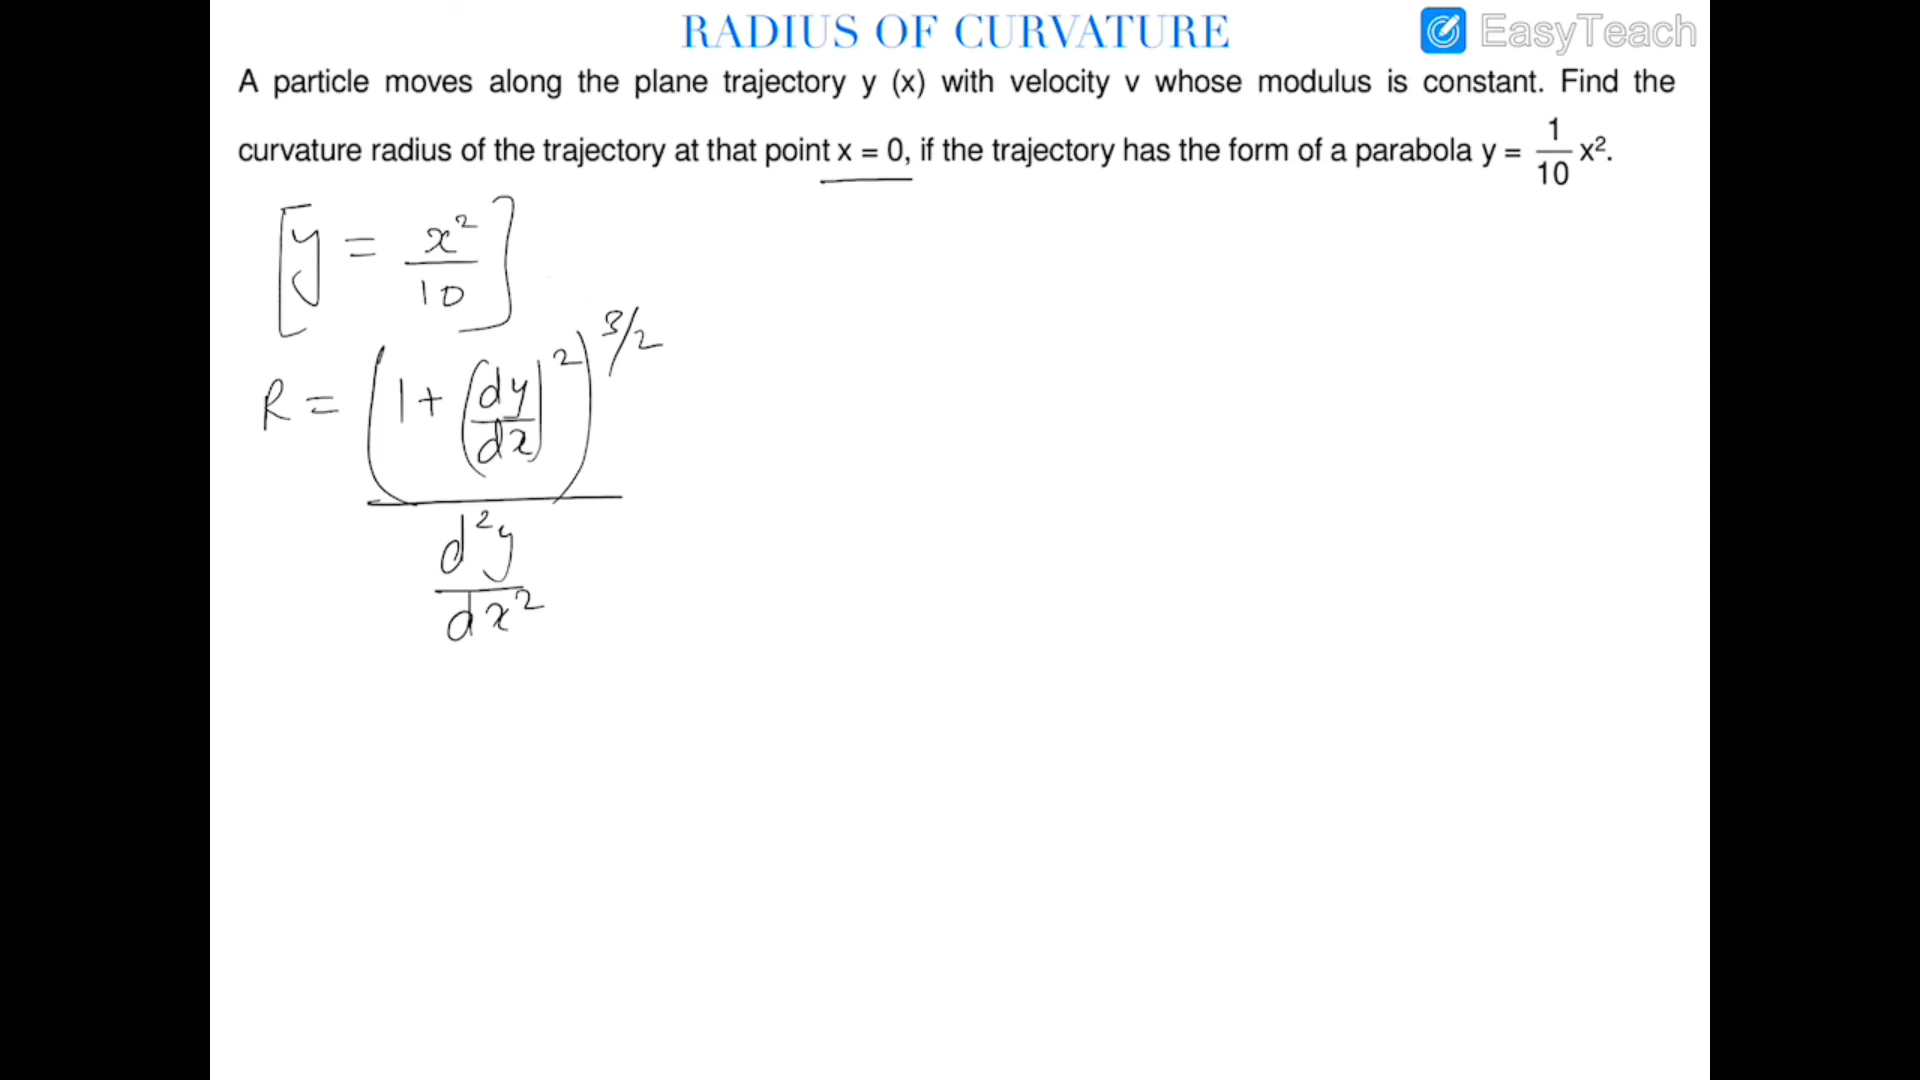 RADIUS OF CURVATURE
EasyTeach
A particle moves along the plane trajectory y (x) with velocity v whose modulus is constant. Find the
curvature radius of the trajectory at that point x = 0, if the trajectory has the form of a parabola y = 1/10 x².
[y = x²/10]
R = (1 + (dy/dx)²)^3/2
d²y
dx²